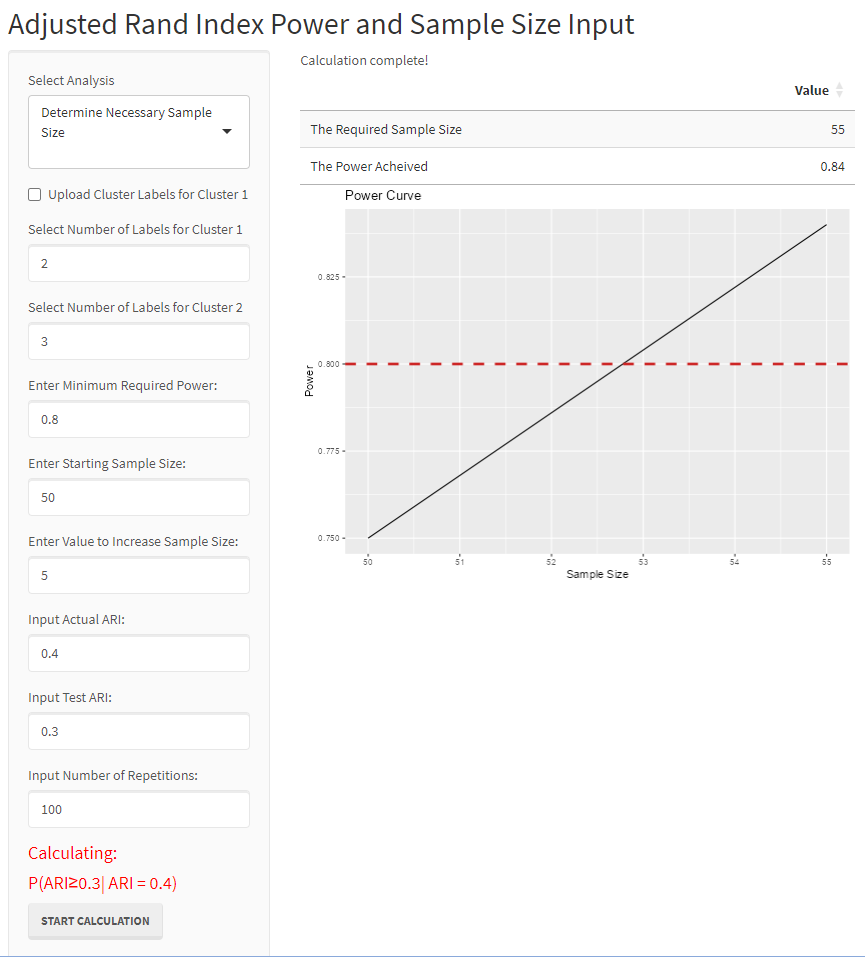 Adjusted Rand Index Power and Sample Size Input
Select Analysis
Determine Necessary Sample
Size
Upload Cluster Labels for Cluster 1
Select Number of Labels for Cluster 1
2
Select Number of Labels for Cluster 2
3
Enter Minimum Required Power:
0.8
Enter Starting Sample Size:
50
Enter Value to Increase Sample Size:
5
Input Actual ARI:
0.4
Input Test ARI:
0.3
Input Number of Repetitions:
100
Calculating:
P(ARI≥0.3| ARI = 0.4)
START CALCULATION
Calculation complete!
Value
The Required Sample Size 55
The Power Acheived 0.84
Power Curve
0.825
0.800
0.775
0.750
Power
50 51 52 53 54 55
Sample Size